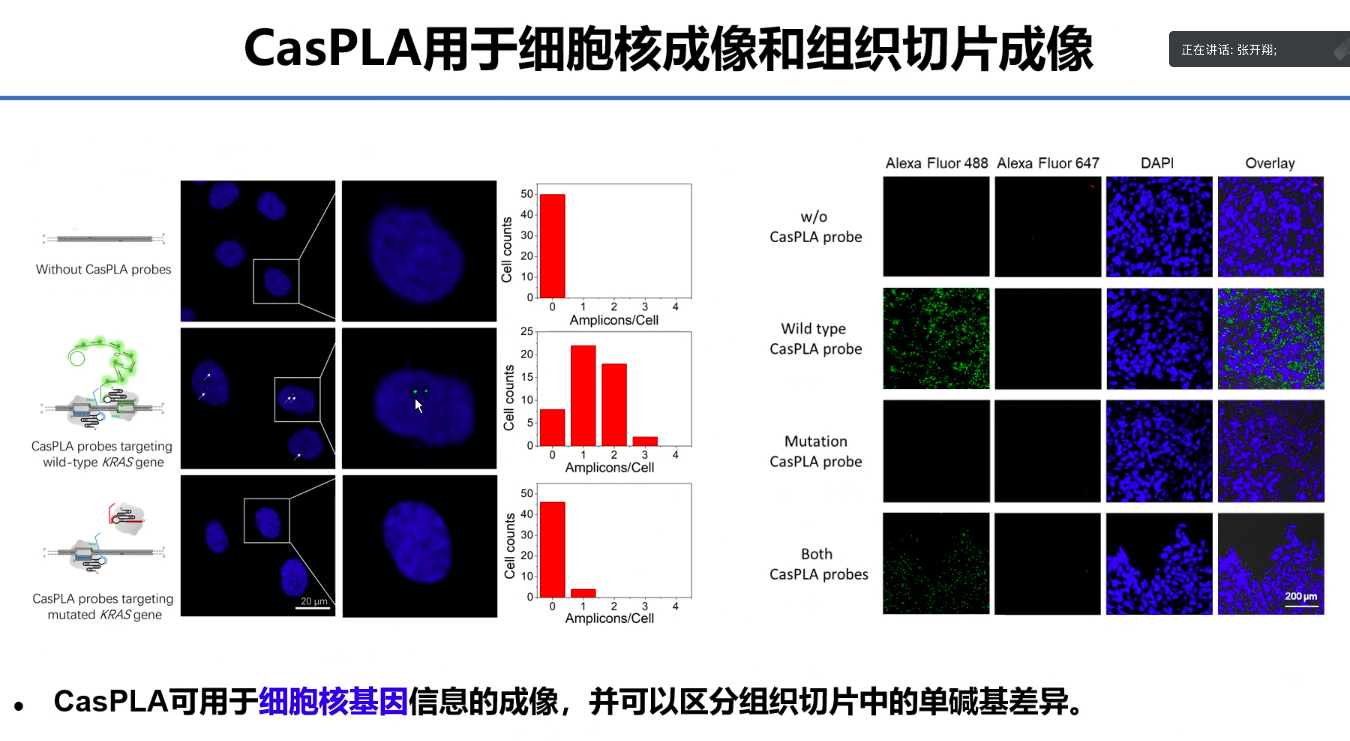 CasPLA用于细胞核成像和组织切片成像
正在讲话: 张开翔;
Without CasPLA probes
CasPLA probes targeting
wild-type KRAS gene
CasPLA probes targeting
mutated KRAS gene
20 μm
Cell counts
50
40
30
20
10
0
0 1 2 3 4
Amplicons/Cell
Cell counts
25
20
15
10
5
0
0 1 2 3 4
Amplicons/Cell
Cell counts
50
40
30
20
10
0
0 1 2 3 4
Amplicons/Cell
Alexa Fluor 488 Alexa Fluor 647 DAPI Overlay
w/o
CasPLA probe
Wild type
CasPLA probe
Mutation
CasPLA probe
Both
CasPLA probes
200 μm
• CasPLA可用于细胞核基因信息的成像，并可以区分组织切片中的单碱基差异。